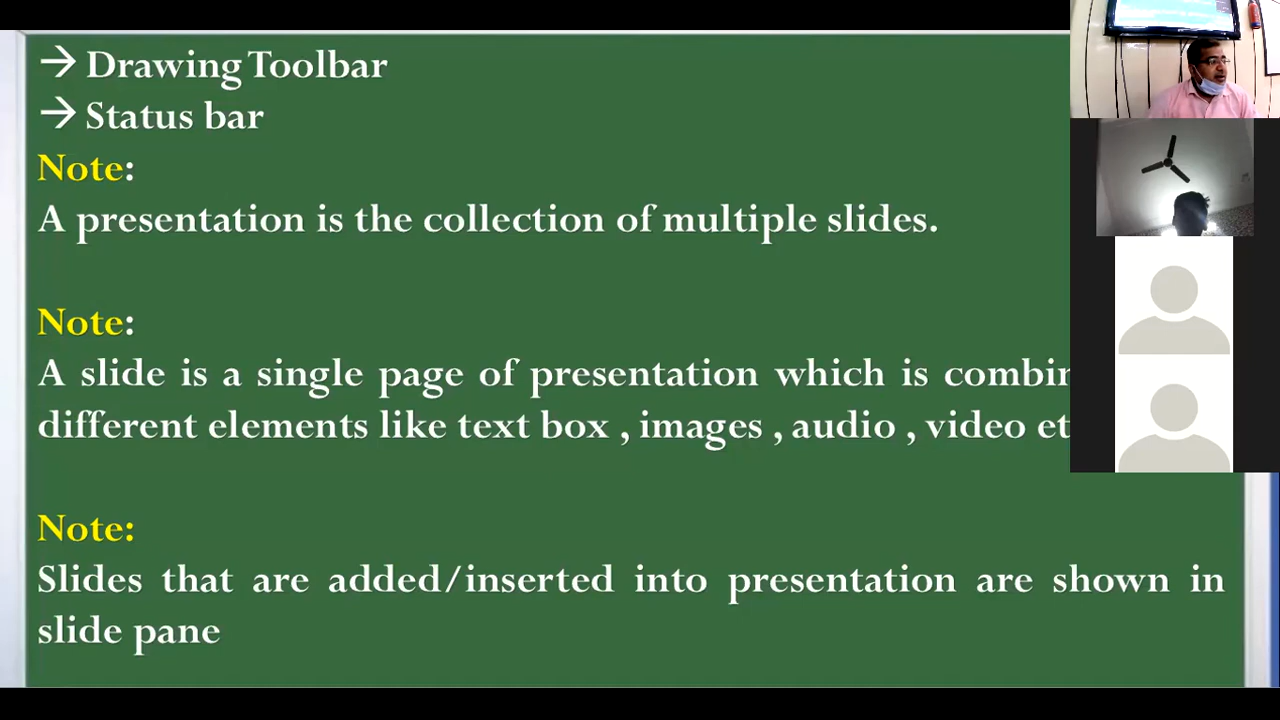 → Drawing Toolbar
→ Status bar
Note:
A presentation is the collection of multiple slides.
Note:
A slide is a single page of presentation which is
different elements like text box , images , audio , video
Note:
Slides that are added/inserted into presentation are shown in
slide pane